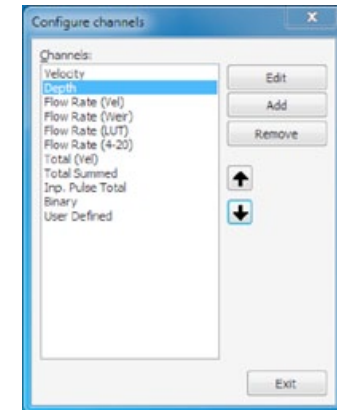 Configure channels
x
Channels:
Velocity
Depth
Flow Rate (Vel)
Flow Rate (Weir)
Flow Rate (LUT)
Flow Rate (4-20)
Total (Vel)
Total Summed
Inp. Pulse Total
Binary
User Defined
Edit
Add
Remove
Exit